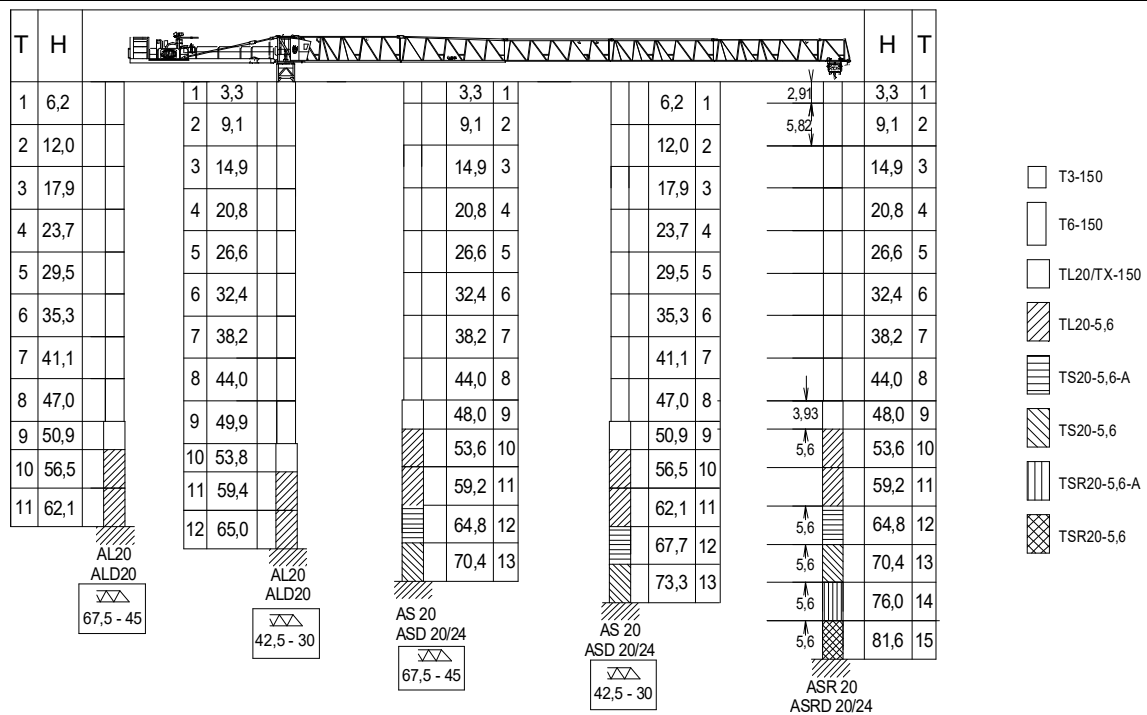 T H H T
1 6,2
2 12,0
3 17,9
4 23,7
5 29,5
6 35,3
7 41,1
8 47,0
9 50,9
10 56,5
11 62,1
AL20
ALD20
67,5 - 45
1 3,3
2 9,1
3 14,9
4 20,8
5 26,6
6 32,4
7 38,2
8 44,0
9 49,9
10 53,8
11 59,4
12 65,0
AL20
ALD20
42,5 - 30
3,3 1
9,1 2
14,9 3
20,8 4
26,6 5
32,4 6
38,2 7
44,0 8
48,0 9
53,6 10
59,2 11
64,8 12
70,4 13
AS 20
ASD 20/24
67,5 - 45
6,2 1
12,0 2
17,9 3
23,7 4
29,5 5
35,3 6
41,1 7
47,0 8
50,9 9
56,5 10
62,1 11
67,7 12
73,3 13
AS 20
ASD 20/24
42,5 - 30
2,91 3,3 1
5,82 9,1 2
14,9 3
20,8 4
26,6 5
32,4 6
38,2 7
44,0 8
3,93 48,0 9
5,6 53,6 10
59,2 11
5,6 64,8 12
5,6 70,4 13
5,6 76,0 14
5,6 81,6 15
ASR 20
ASRD 20/24
T3-150
T6-150
TL20/TX-150
TL20-5,6
TS20-5,6-A
TS20-5,6
TSR20-5,6-A
TSR20-5,6